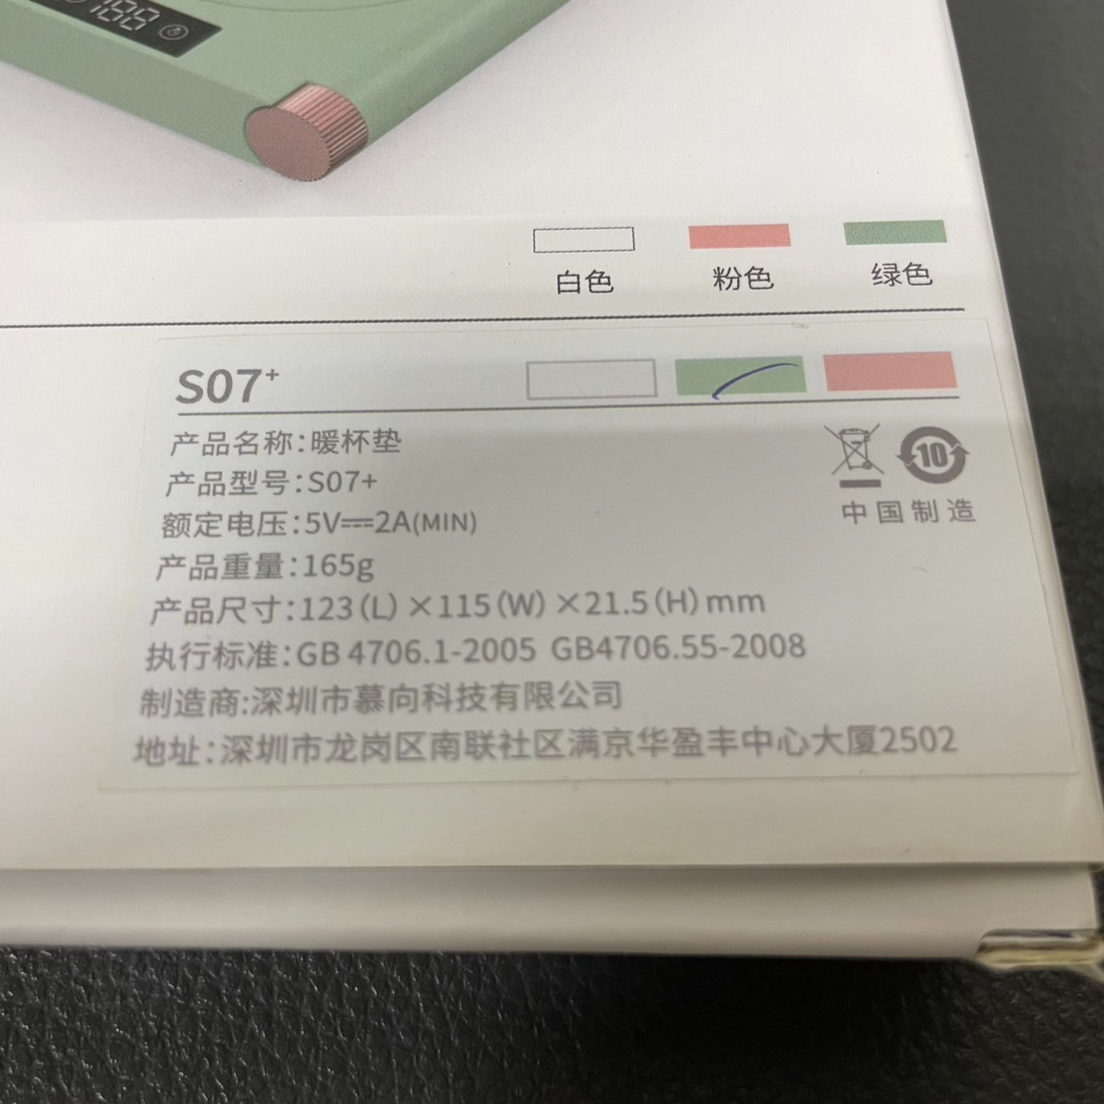 188
白色 粉色 绿色
S07+
产品名称:暖杯垫
产品型号:S07+
额定电压:5V⎓2A(MIN)
产品重量:165g
产品尺寸:123(L)×115(W)×21.5(H)mm
执行标准:GB 4706.1-2005 GB4706.55-2008
制造商:深圳市慕向科技有限公司
地址:深圳市龙岗区南联社区满京华盈丰中心大厦2502
10
中国制造